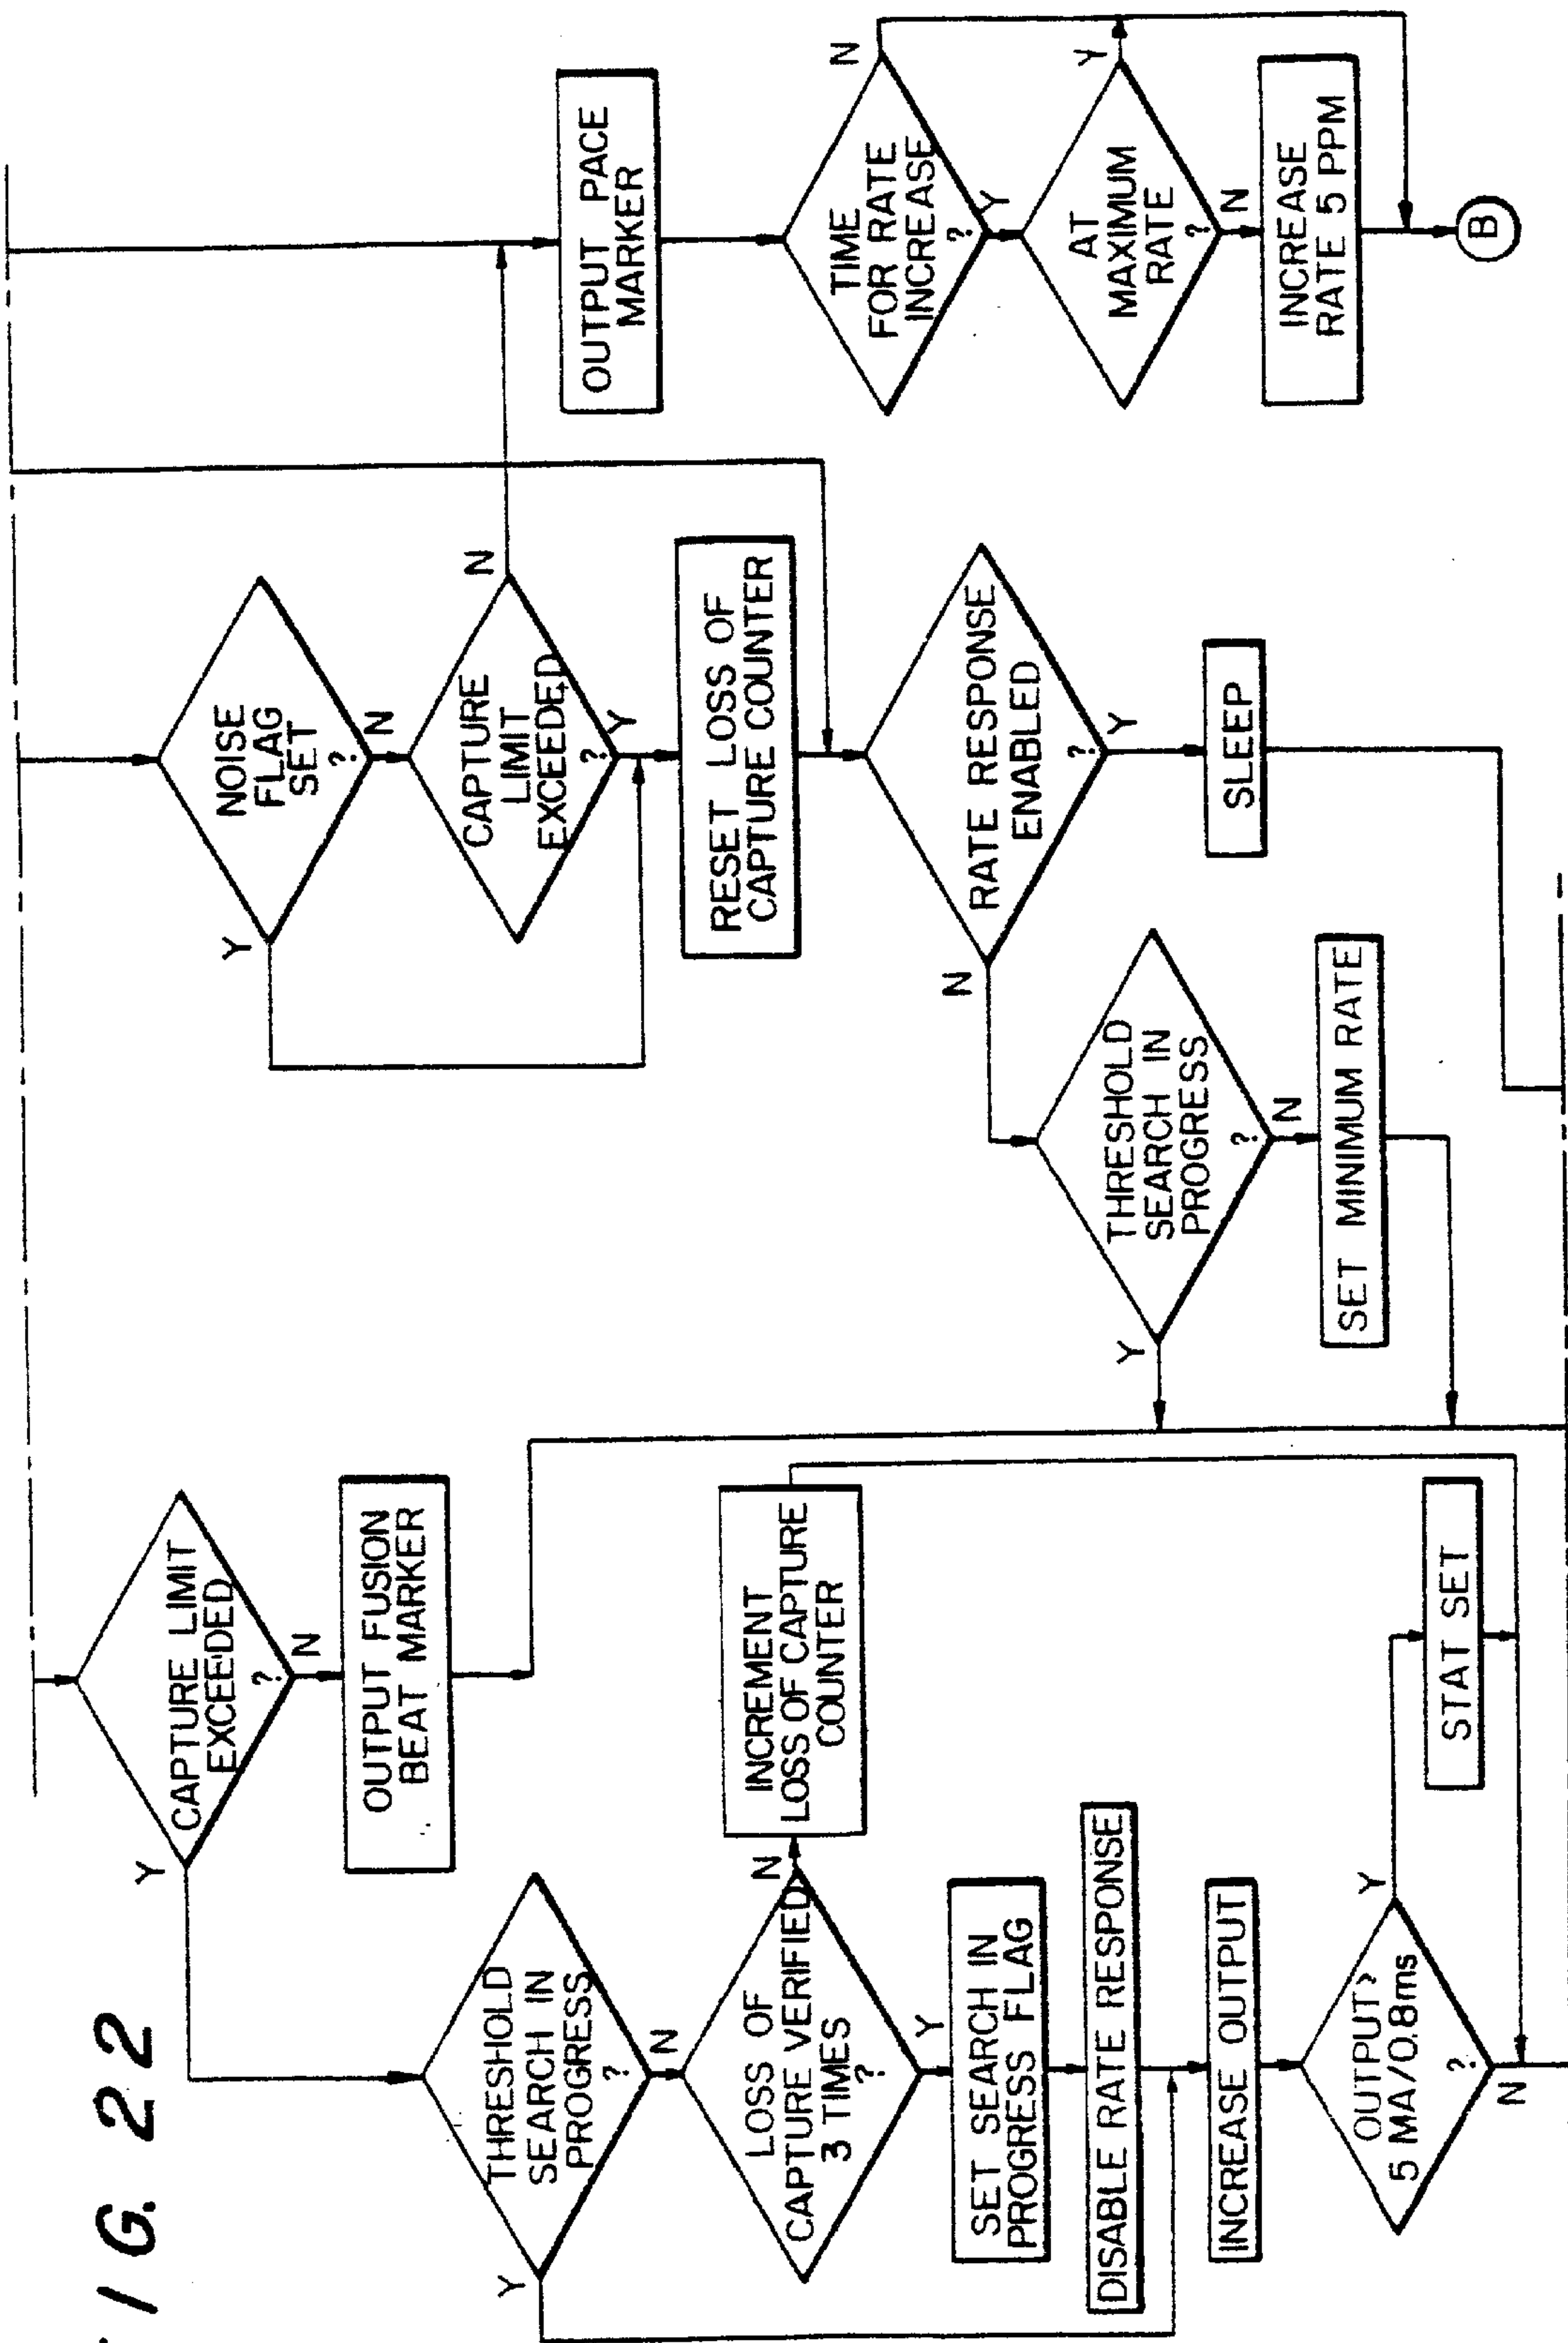 FIG. 22
CAPTURE LIMIT
EXCEEDED
?
Y
N
OUTPUT FUSION
BEAT MARKER
THRESHOLD
SEARCH IN
PROGRESS
?
Y
N
LOSS OF
CAPTURE VERIFIED
3 TIMES
?
N
Y
INCREMENT
LOSS OF CAPTURE
COUNTER
SET SEARCH IN
PROGRESS FLAG
DISABLE RATE RESPONSE
INCREASE OUTPUT
OUTPUT>
5 MA/0.8ms
?
Y
N
STAT SET
NOISE
FLAG
SET
?
Y
N
CAPTURE
LIMIT
EXCEEDED
?
N
Y
RESET LOSS OF
CAPTURE COUNTER
RATE RESPONSE
ENABLED
?
N
Y
SLEEP
THRESHOLD
SEARCH IN
PROGRESS
?
Y
N
SET MINIMUM RATE
OUTPUT PACE
MARKER
TIME
FOR RATE
INCREASE
?
N
Y
AT
MAXIMUM
RATE
?
Y
N
INCREASE
RATE 5 PPM
B